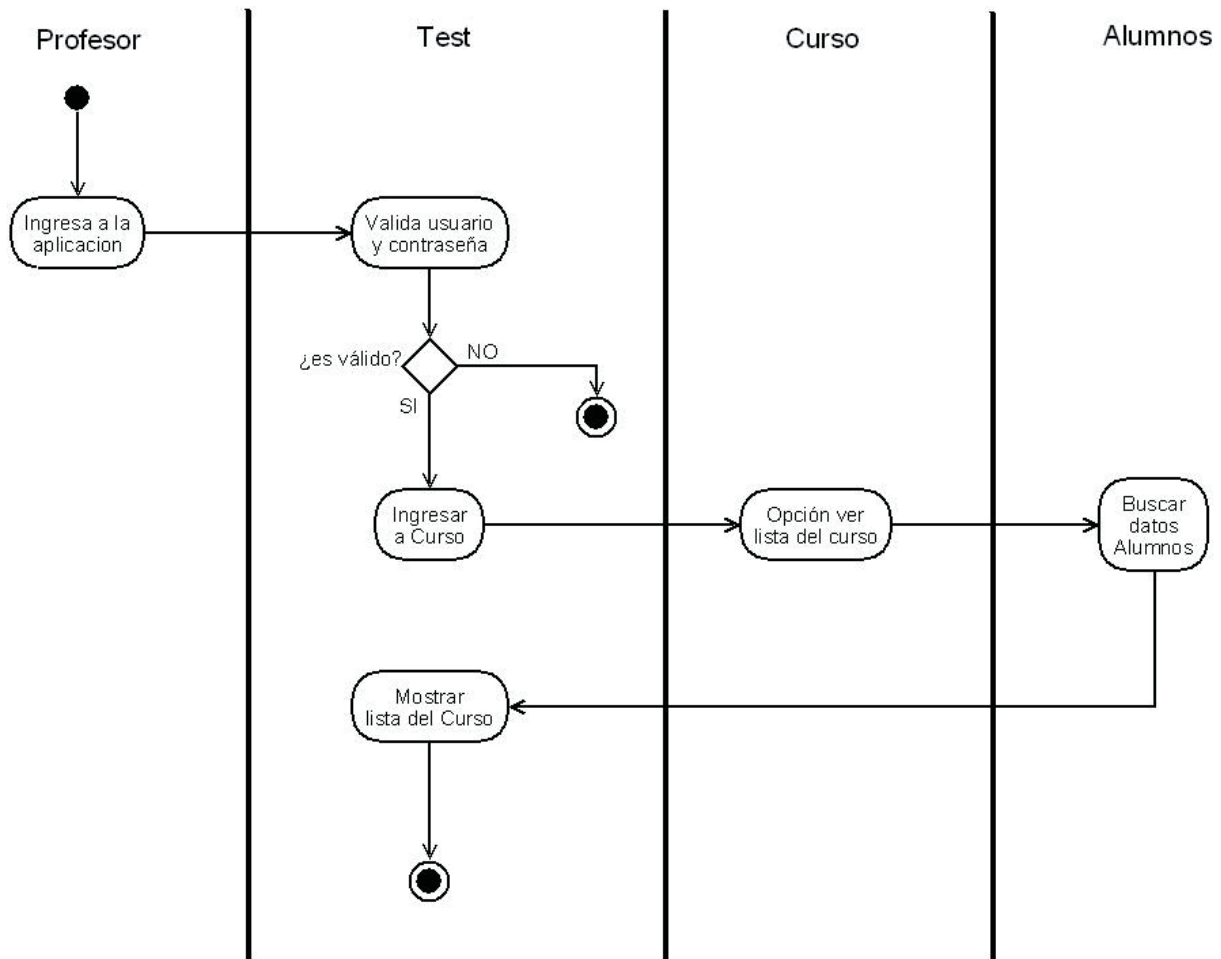 Profesor
Test
Curso
Alumnos
Ingresa a la
aplicacion
Valida usuario
y contraseña
¿es válido?
NO
SI
Ingresar
a Curso
Opción ver
lista del curso
Buscar
datos
Alumnos
Mostrar
lista del Curso